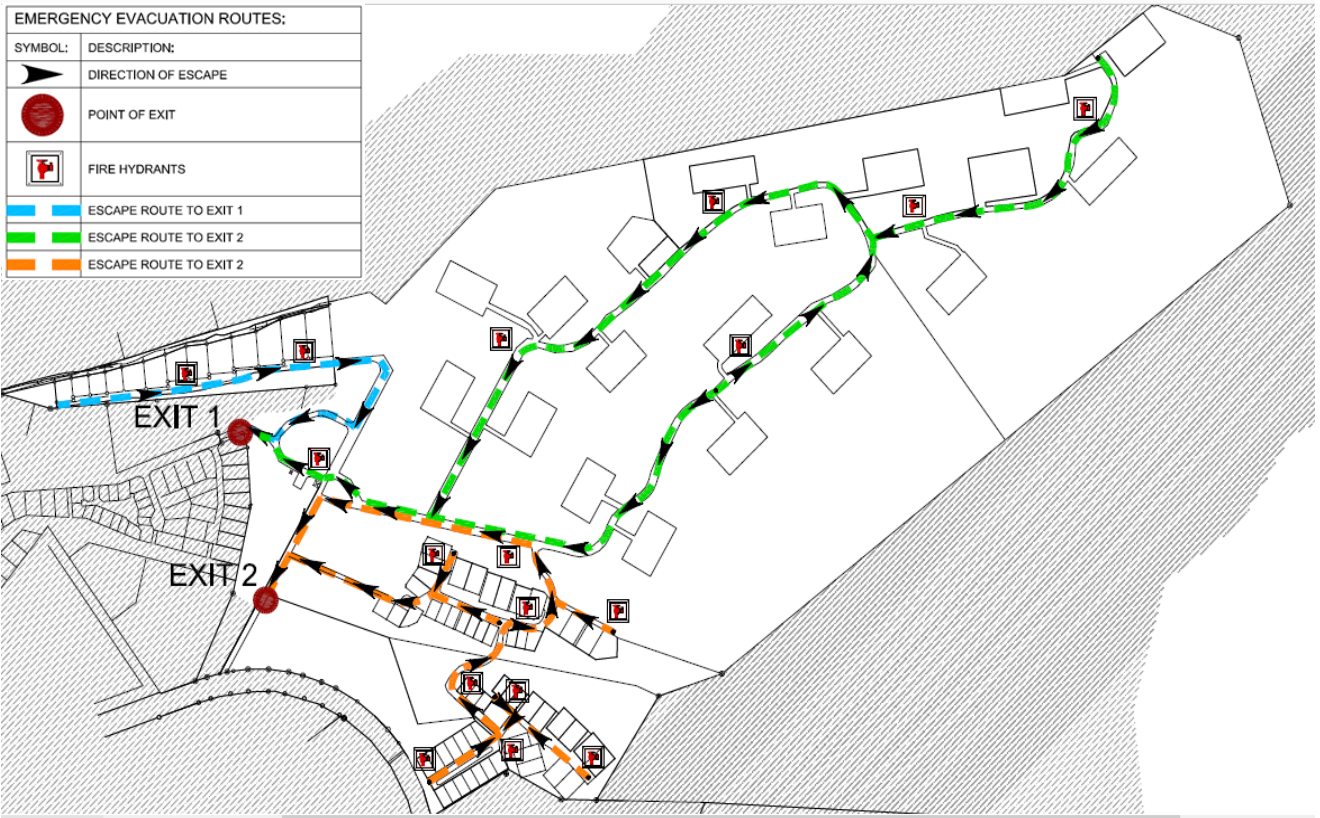 EMERGENCY EVACUATION ROUTES:
SYMBOL: DESCRIPTION:
DIRECTION OF ESCAPE
POINT OF EXIT
FIRE HYDRANTS
ESCAPE ROUTE TO EXIT 1
ESCAPE ROUTE TO EXIT 2
ESCAPE ROUTE TO EXIT 2
EXIT 1
EXIT 2